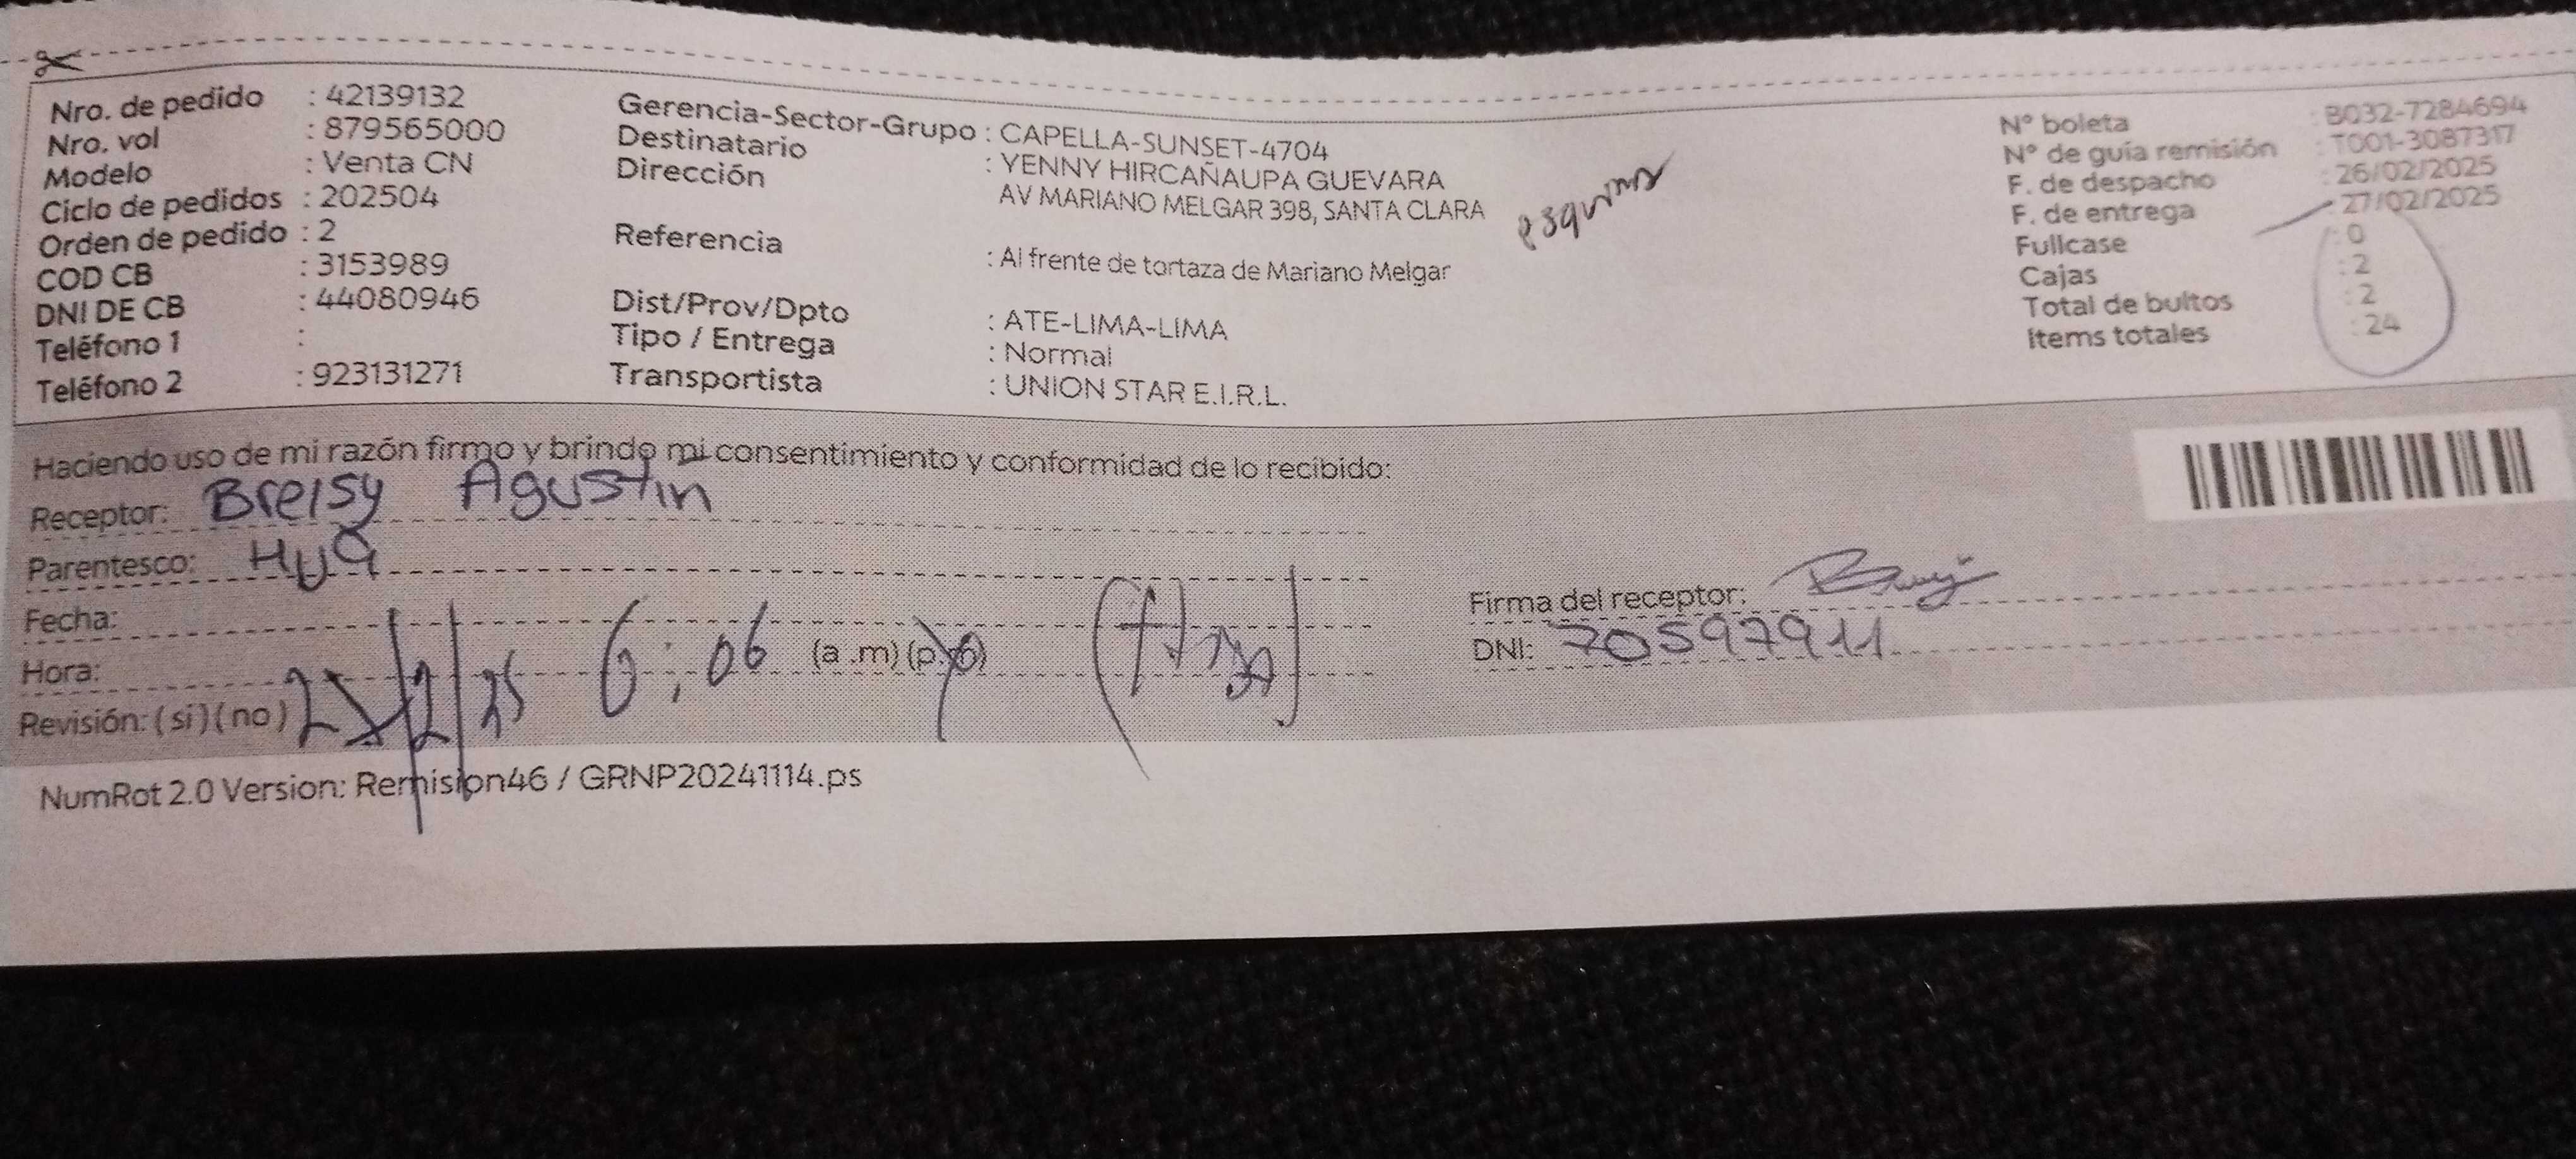 Nro. de pedido : 42139132
Nro. vol : 879565000
Modelo : Venta CN
Ciclo de pedidos : 202504
Orden de pedido : 2
COD CB : 3153989
DNI DE CB : 44080946
Teléfono 1 :
Teléfono 2 : 923131271
Gerencia-Sector-Grupo : CAPELLA-SUNSET-4704
Destinatario : YENNY HIRCAÑAUPA GUEVARA
Dirección AV MARIANO MELGAR 398, SANTA CLARA
Referencia : Al frente de tortaza de Mariano Melgar
Dist/Prov/Dpto : ATE-LIMA-LIMA
Tipo / Entrega : Normal
Transportista : UNION STAR E.I.R.L.
N° boleta : B032-7284694
N° de guía remisión : T001-3087317
F. de despacho : 26/02/2025
F. de entrega : 27/02/2025
Fullcase : 0
Cajas : 2
Total de bultos : 2
Items totales : 24
Haciendo uso de mi razón firmo y brindo mi consentimiento y conformidad de lo recibido:
Receptor: Breisy Agustin
Parentesco: Hija
Fecha:
Hora: 6:06 (a.m) (p.m)
Revisión: (si) (no) 27/2/25
Firma del receptor:
DNI: 70597911
NumRot 2.0 Version: Remision46 / GRNP20241114.ps